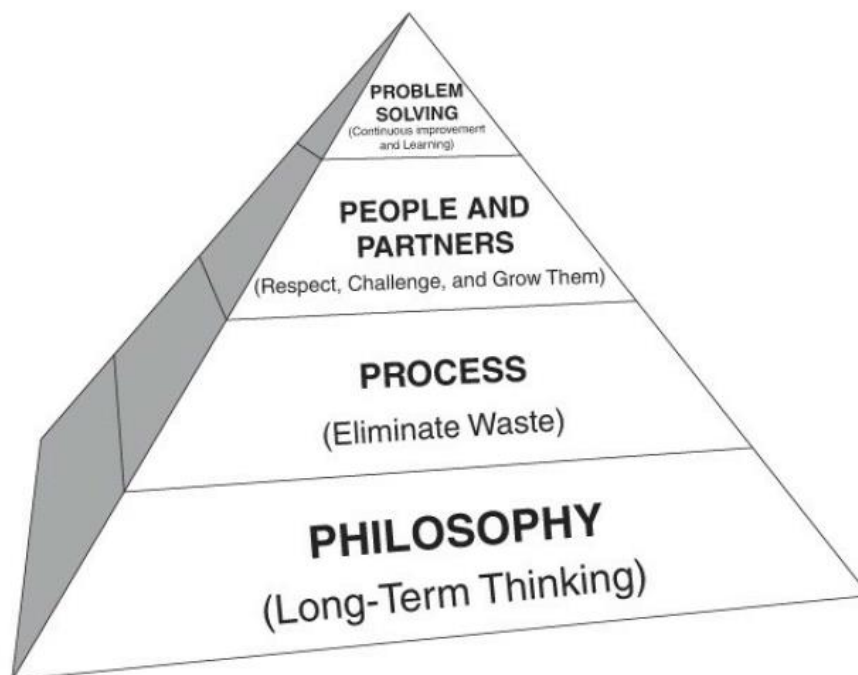 PROBLEM
SOLVING
(Continuous improvement
and Learning)
PEOPLE AND
PARTNERS
(Respect, Challenge, and Grow Them)
PROCESS
(Eliminate Waste)
PHILOSOPHY
(Long-Term Thinking)